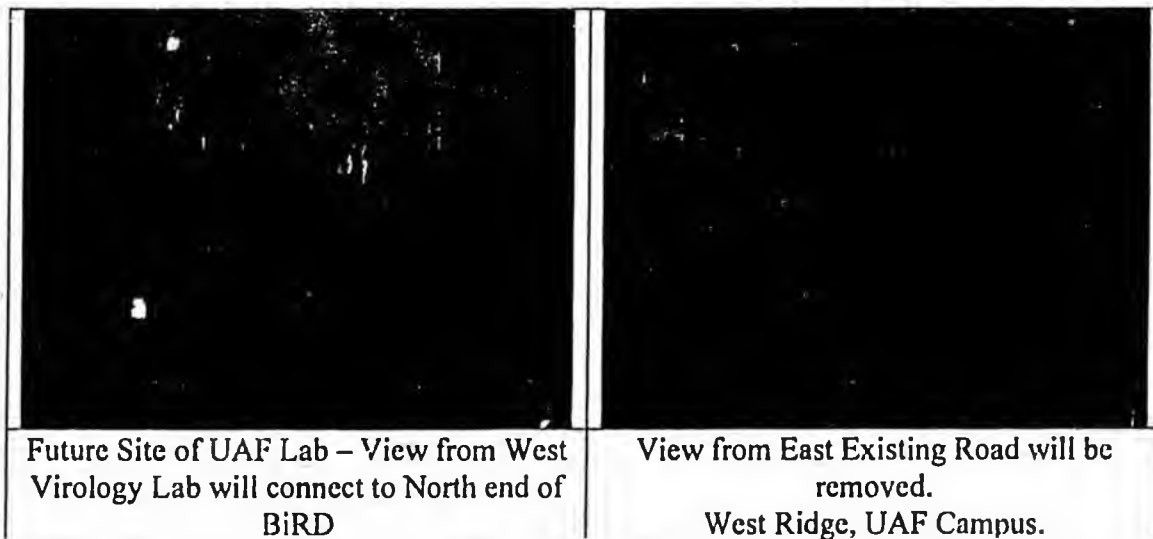 Future Site of UAF Lab – View from West
Virology Lab will connect to North end of
BiRD
View from East Existing Road will be
removed.
West Ridge, UAF Campus.